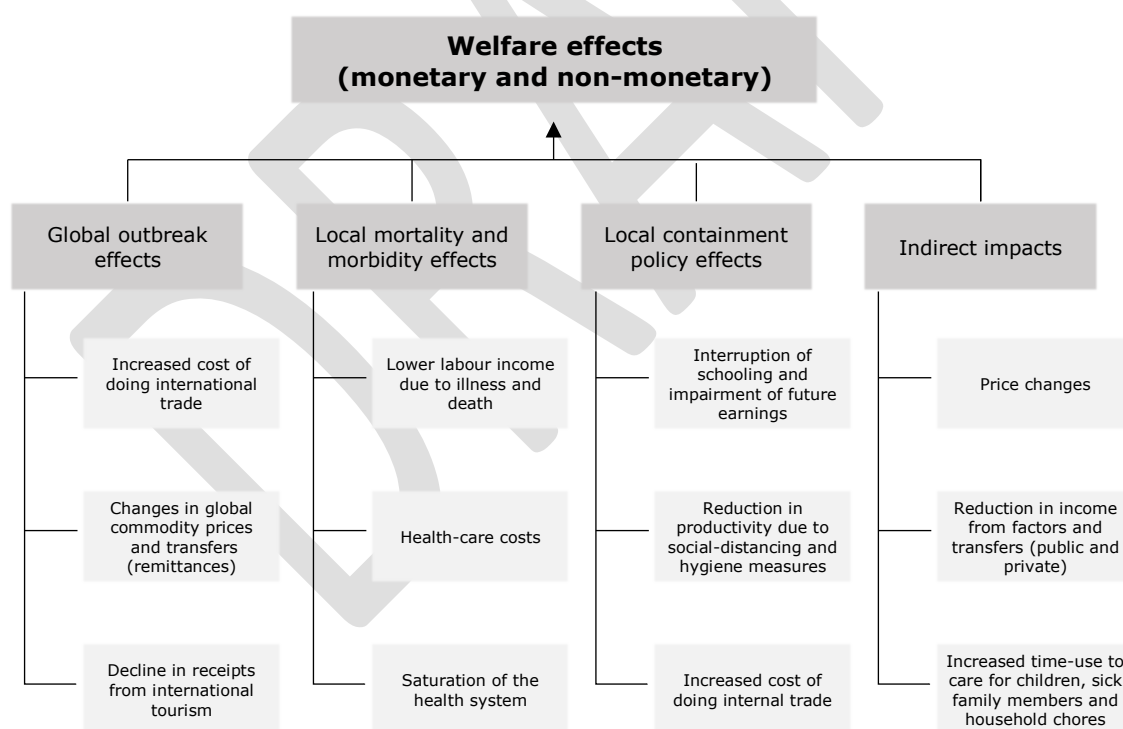 Welfare effects
(monetary and non-monetary)
Global outbreak
effects
Local mortality and
morbidity effects
Local containment
policy effects
Indirect impacts
Increased cost of
doing international
trade
Lower labour income
due to illness and
death
Interruption of
schooling and
impairment of future
earnings
Price changes
Changes in global
commodity prices
and transfers
(remittances)
Health-care costs
Reduction in
productivity due to
social-distancing and
hygiene measures
Reduction in income
from factors and
transfers (public and
private)
Decline in receipts
from international
tourism
Saturation of the
health system
Increased cost of
doing internal trade
Increased time-use to
care for children, sick
family members and
household chores